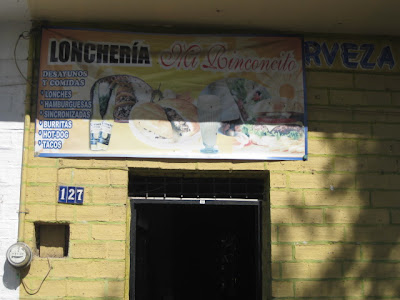 LONCHERÍA Mi Rinconcito
DESAYUNOS
Y COMIDAS
LONCHES
HAMBURGUESAS
SINCRONIZADAS
BURRITAS
HOT-DOG
TACOS
RVEZA
127